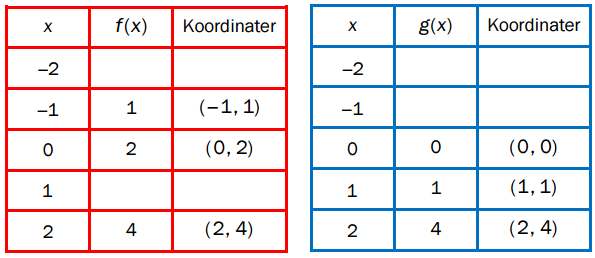 x f(x) Koordinater
–2
–1 1 (–1, 1)
0 2 (0, 2)
1
2 4 (2, 4)
x g(x) Koordinater
–2
–1
0 0 (0, 0)
1 1 (1, 1)
2 4 (2, 4)